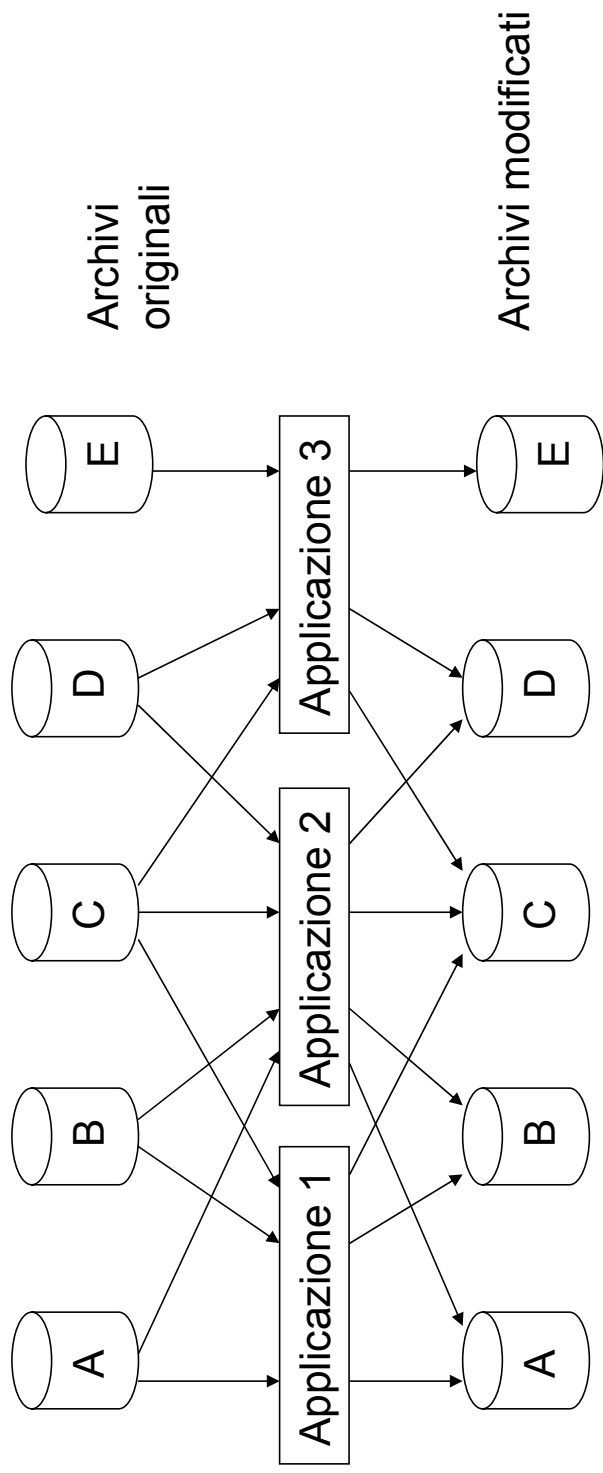 A
B
C
D
E
Archivi
originali
Applicazione 1
Applicazione 2
Applicazione 3
A
B
C
D
E
Archivi modificati